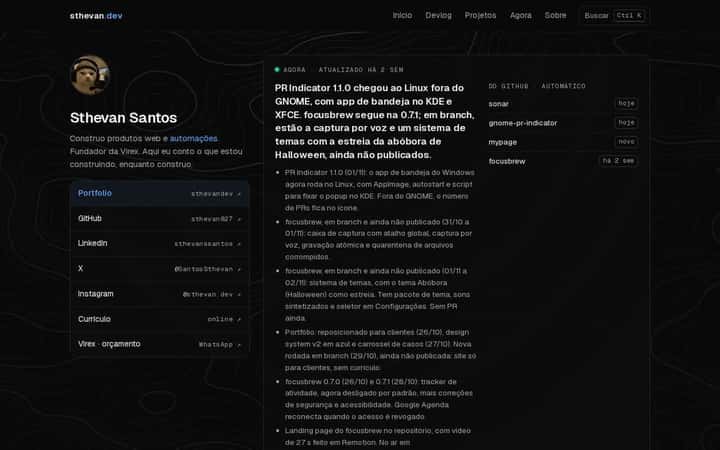 sthevan.dev
Início
Devlog
Projetos
Agora
Sobre
Buscar Ctrl K
Sthevan Santos
Construo produtos web e automações.
Fundador da Virex. Aqui eu conto o que estou
construindo, enquanto construo.
Portfolio sthevandev ↗
GitHub sthevan027 ↗
LinkedIn sthevanssantos ↗
X @SantosSthevan ↗
Instagram @sthevan.dev ↗
Currículo online ↗
Virex · orçamento WhatsApp ↗
AGORA · ATUALIZADO HÁ 2 SEM
PR Indicator 1.1.0 chegou ao Linux fora do
GNOME, com app de bandeja no KDE e
XFCE. focusbrew segue na 0.7.1; em branch,
estão a captura por voz e um sistema de
temas com a estreia da abóbora de
Halloween, ainda não publicados.
• PR Indicator 1.1.0 (01/11): o app de bandeja do Windows
agora roda no Linux, com AppImage, autostart e script
para fixar o popup no KDE. Fora do GNOME, o número
de PRs fica no ícone.
• focusbrew, em branch e ainda não publicado (31/10 a
01/11): caixa de captura com atalho global, captura por
voz, gravação atômica e quarentena de arquivos
corrompidos.
• focusbrew, em branch e ainda não publicado (01/11 a
02/11): sistema de temas, com o tema Abóbora
(Halloween) como estreia. Tem pacote de tema, sons
sintetizados e seletor em Configurações. Sem PR
ainda.
• Portfólio: reposicionado para clientes (26/10), design
system v2 em azul e carrossel de casos (27/10). Nova
rodada em branch (29/10), ainda não publicada: site só
para clientes, sem currículo.
• focusbrew 0.7.0 (26/10) e 0.7.1 (28/10): tracker de
atividade, agora desligado por padrão, mais correções
de segurança e acessibilidade. Google Agenda
reconecta quando o acesso é revogado.
• Landing page do focusbrew no repositório, com vídeo
de 27 s feito em Remotion. No ar em
DO GITHUB · AUTOMÁTICO
sonar hoje
gnome-pr-indicator hoje
mypage novo
focusbrew há 2 sem